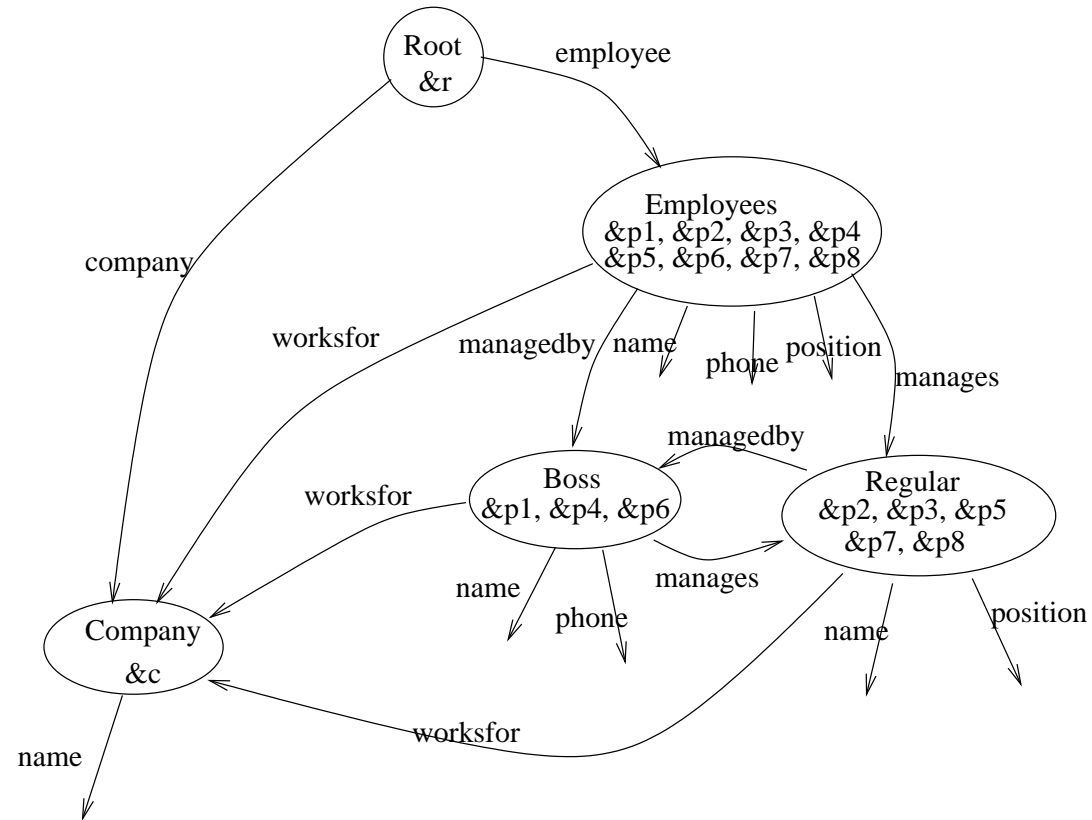 Root
&r
employee
Employees
&p1, &p2, &p3, &p4
&p5, &p6, &p7, &p8
company
worksfor
managedby
name
phone
position
manages
managedby
Boss
&p1, &p4, &p6
Regular
&p2, &p3, &p5
&p7, &p8
worksfor
manages
name
phone
name
position
Company
&c
worksfor
name